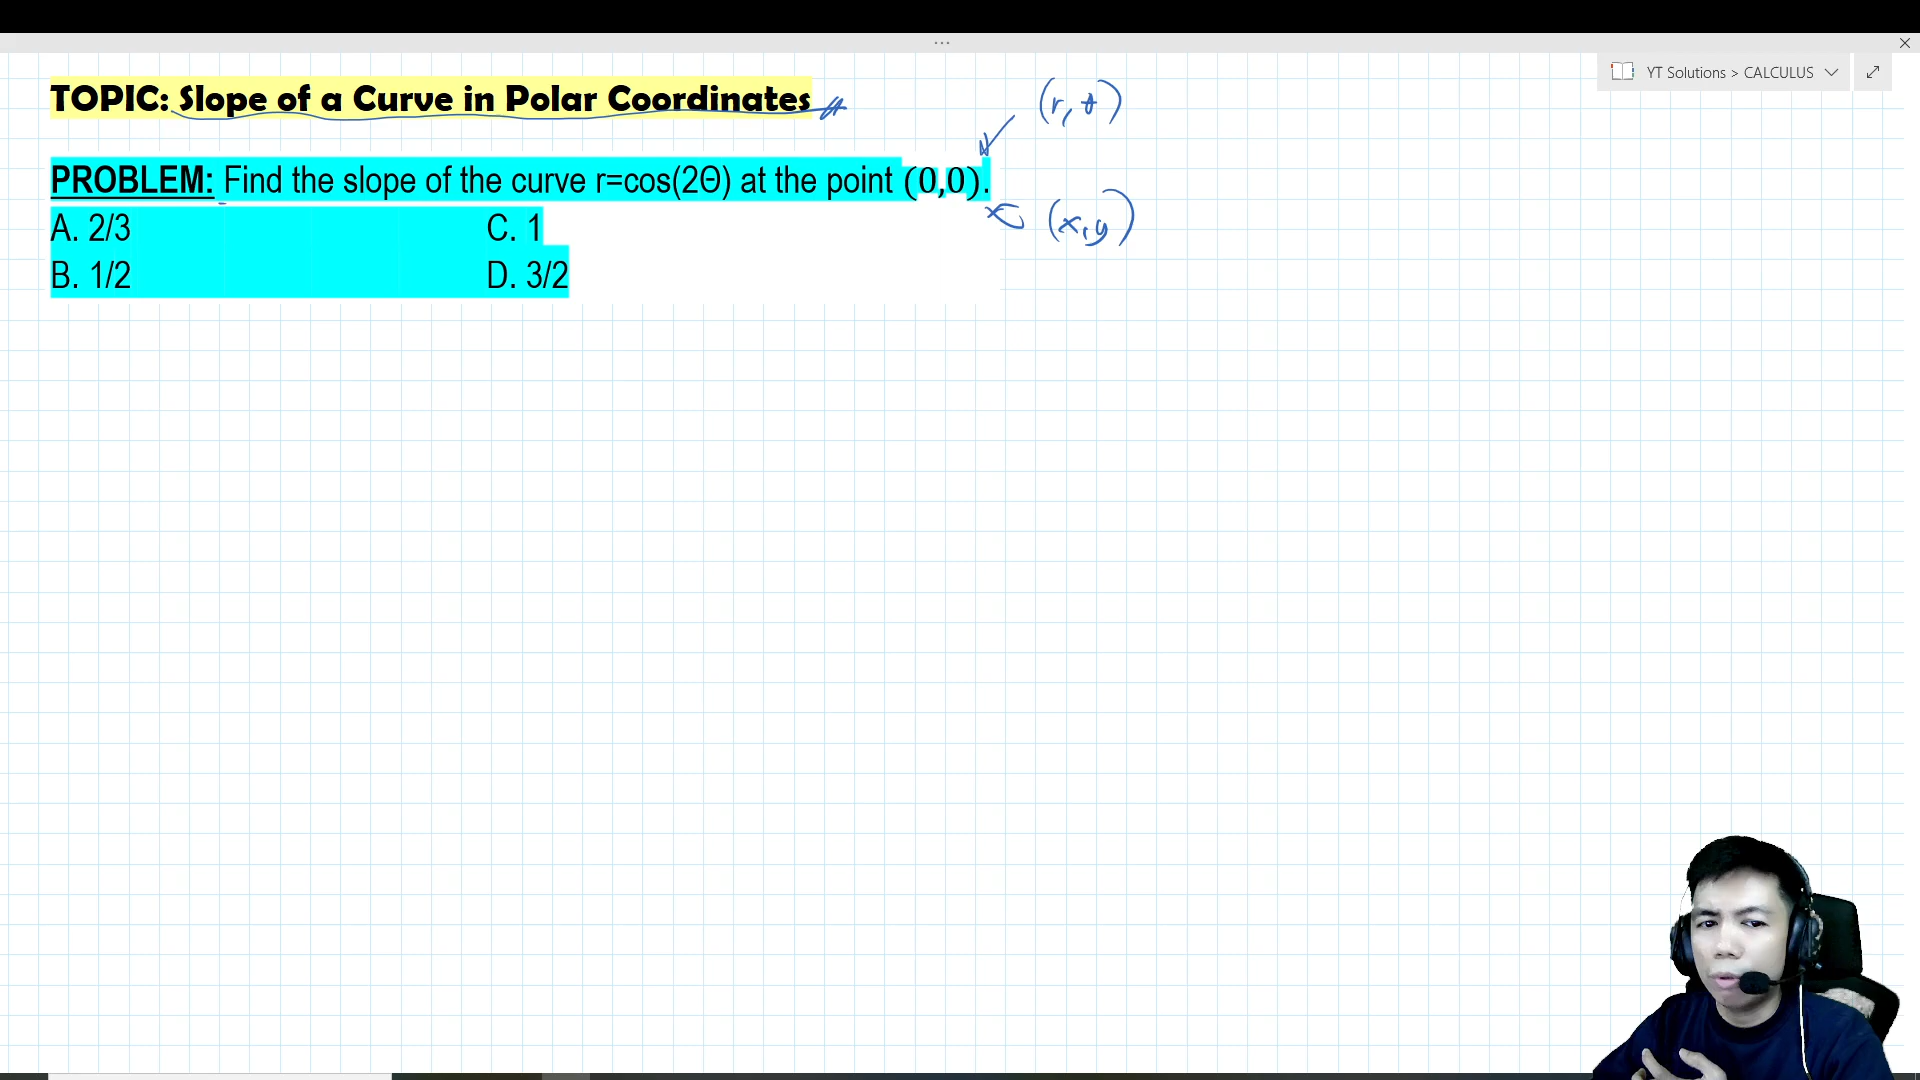 YT Solutions > CALCULUS
TOPIC: Slope of a Curve in Polar Coordinates
(r, θ)
PROBLEM: Find the slope of the curve r=cos(2Θ) at the point (0,0).
(x,y)
A. 2/3 C. 1
B. 1/2 D. 3/2